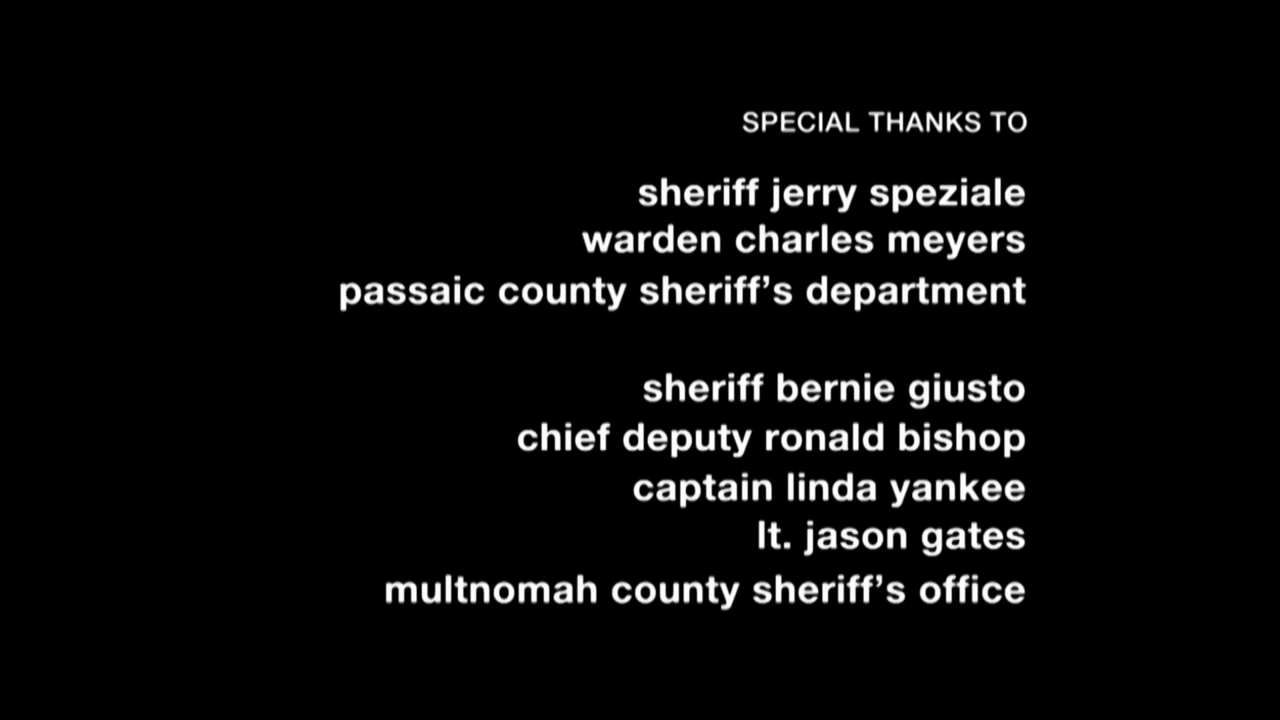 SPECIAL THANKS TO
sheriff jerry speziale
warden charles meyers
passaic county sheriff’s department
sheriff bernie giusto
chief deputy ronald bishop
captain linda yankee
lt. jason gates
multnomah county sheriff’s office